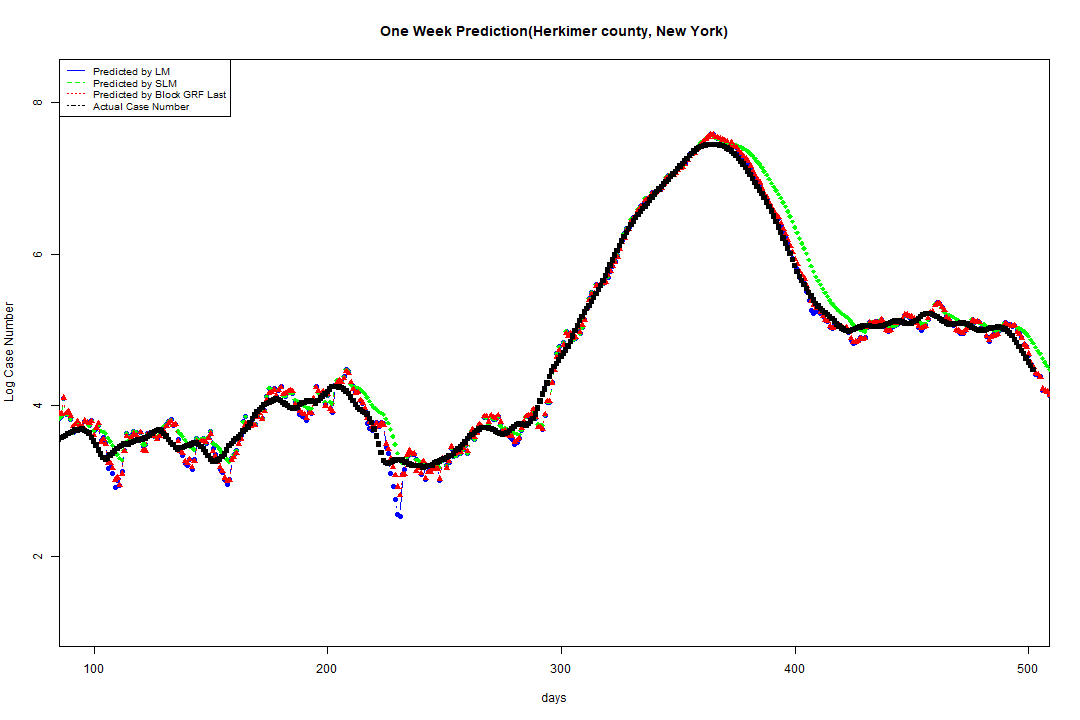 One Week Prediction(Herkimer county, New York)
Predicted by LM
Predicted by SLM
Predicted by Block GRF Last
Actual Case Number
8
6
4
2
Log Case Number
100 200 300 400 500
days